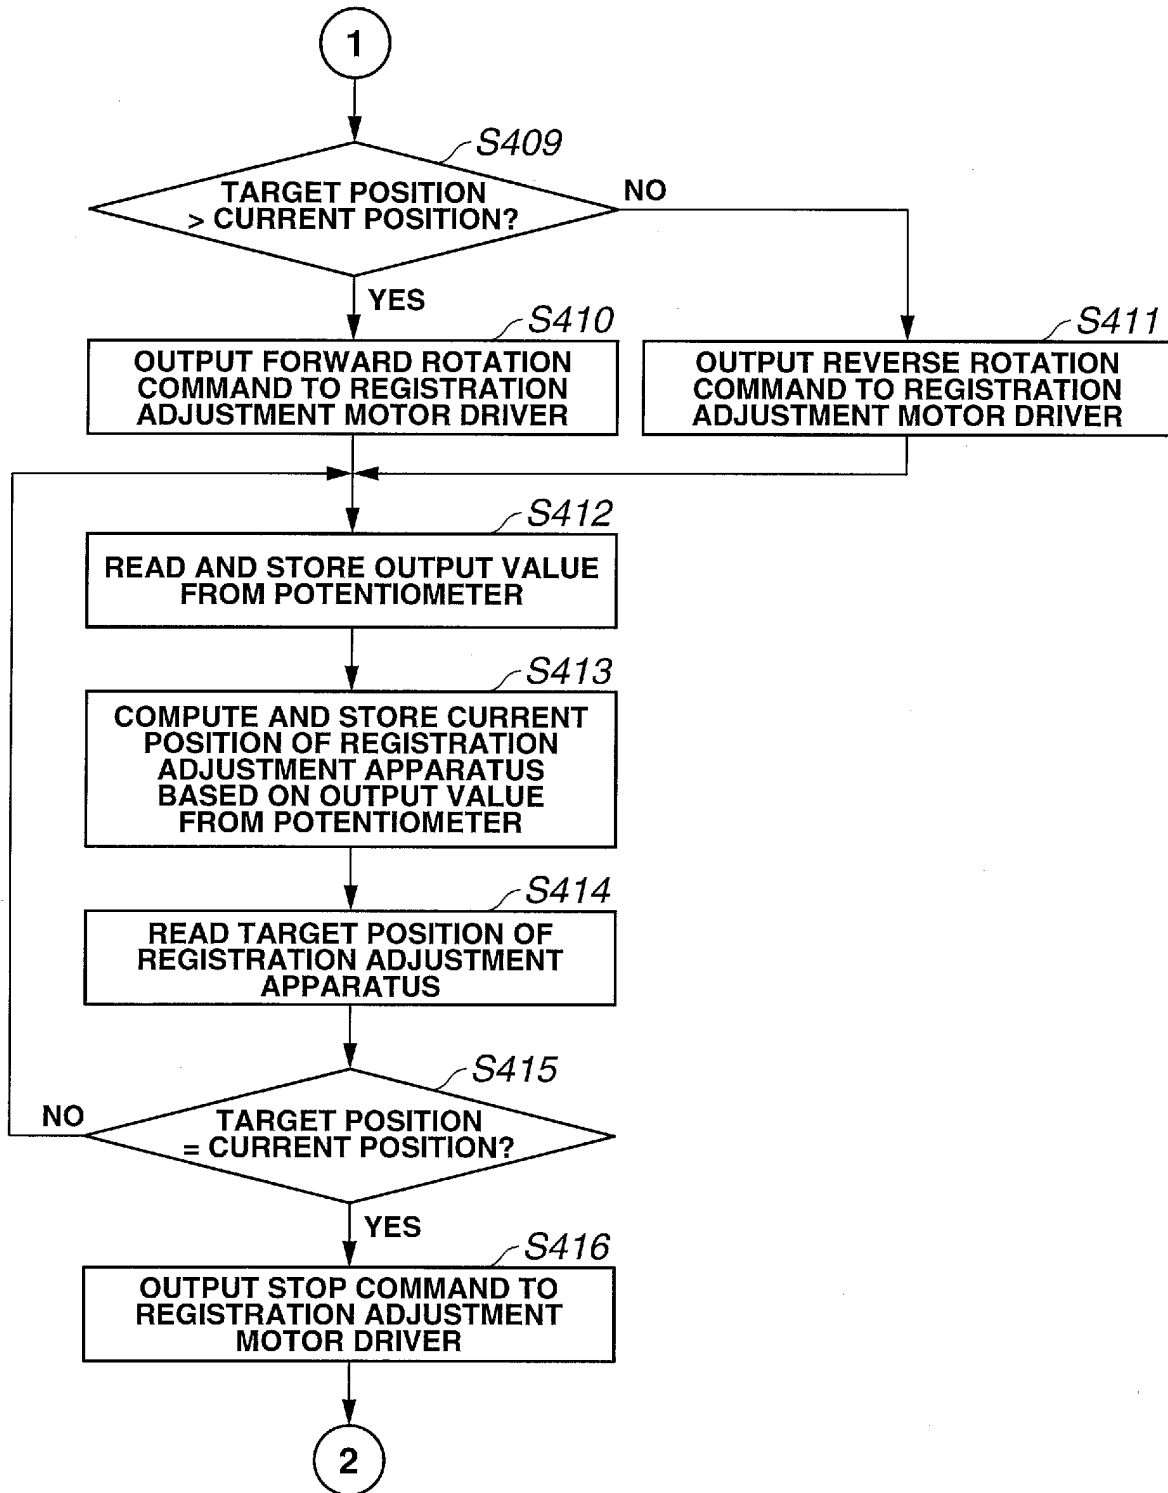 1
S409
TARGET POSITION
> CURRENT POSITION?
NO
YES
S410
OUTPUT FORWARD ROTATION
COMMAND TO REGISTRATION
ADJUSTMENT MOTOR DRIVER
S411
OUTPUT REVERSE ROTATION
COMMAND TO REGISTRATION
ADJUSTMENT MOTOR DRIVER
S412
READ AND STORE OUTPUT VALUE
FROM POTENTIOMETER
S413
COMPUTE AND STORE CURRENT
POSITION OF REGISTRATION
ADJUSTMENT APPARATUS
BASED ON OUTPUT VALUE
FROM POTENTIOMETER
S414
READ TARGET POSITION OF
REGISTRATION ADJUSTMENT
APPARATUS
S415
TARGET POSITION
= CURRENT POSITION?
NO
YES
S416
OUTPUT STOP COMMAND TO
REGISTRATION ADJUSTMENT
MOTOR DRIVER
2